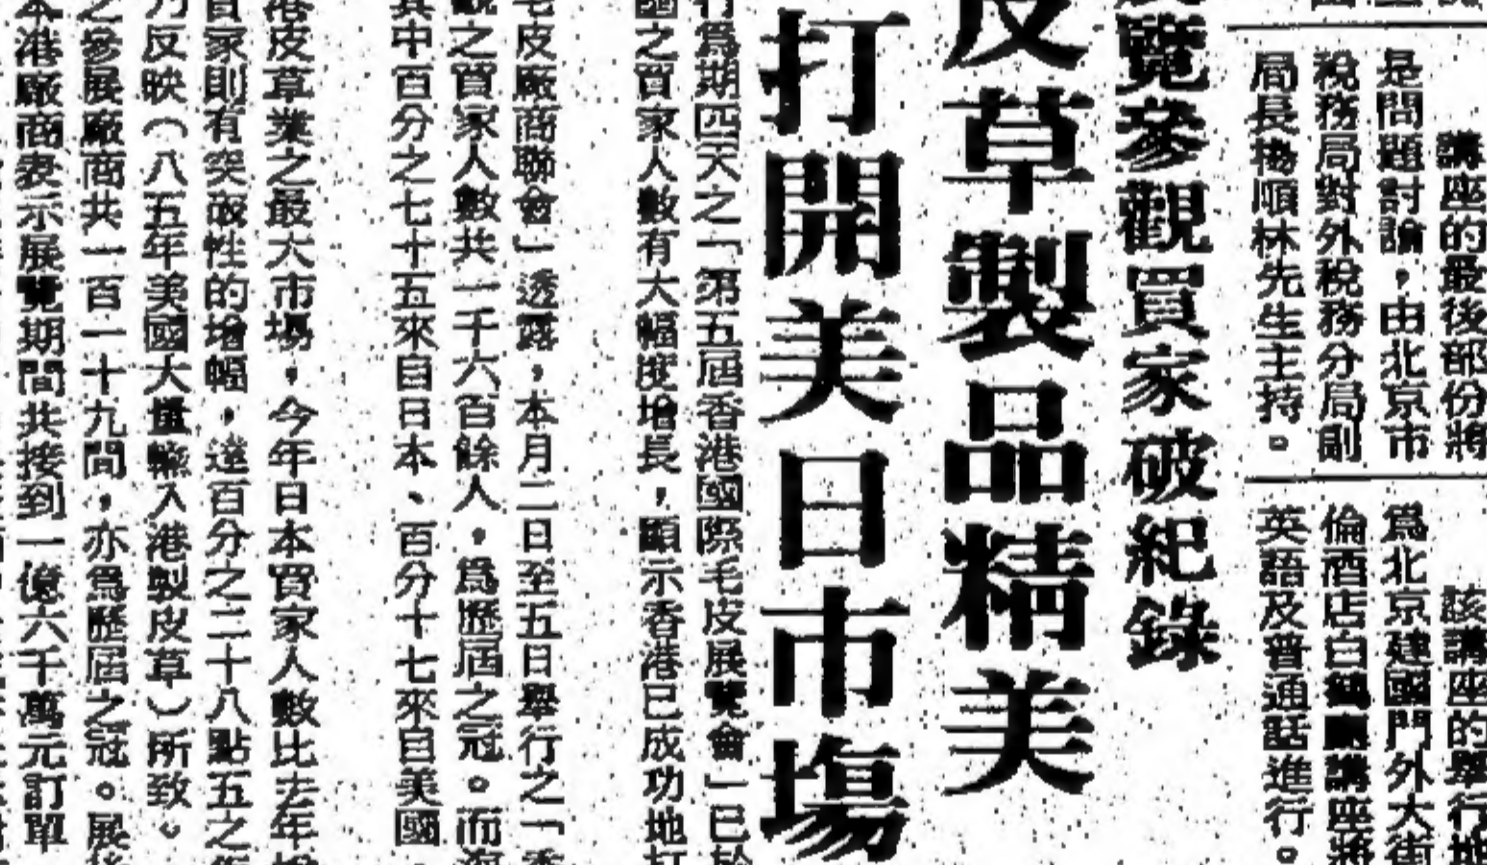 講座的最後部份將
是問題討論，由北京市
稅務局對外稅務分局副
局長楊順林先生主持。
該講座的舉行地
為北京建國門外大街
倫酒店白鶴廳講座將
英語及普通話進行。
展覽參觀買家破紀錄
皮草製品精美
打開美日市場
行為期四天之「第五屆香港國際毛皮展覽會」已於
國之買家人數有大幅度增長，顯示香港已成功地打
毛皮廠商聯會」透露，本月二日至五日舉行之「香
觀之買家人數共一千六百餘人，為歷屆之冠。而海
其中百分之七十五來自日本、百分十七來自美國，
港皮草業之最大市場，今年日本買家人數比去年增
買家則有突破性的增幅，達百分之三十八點五之
乃反映（八五年美國大量輸入港製皮草）所致。
之參展廠商共一百一十九間，亦為歷屆之冠。展後
本港廠商表示展覽期間共接到一億六千萬元訂單